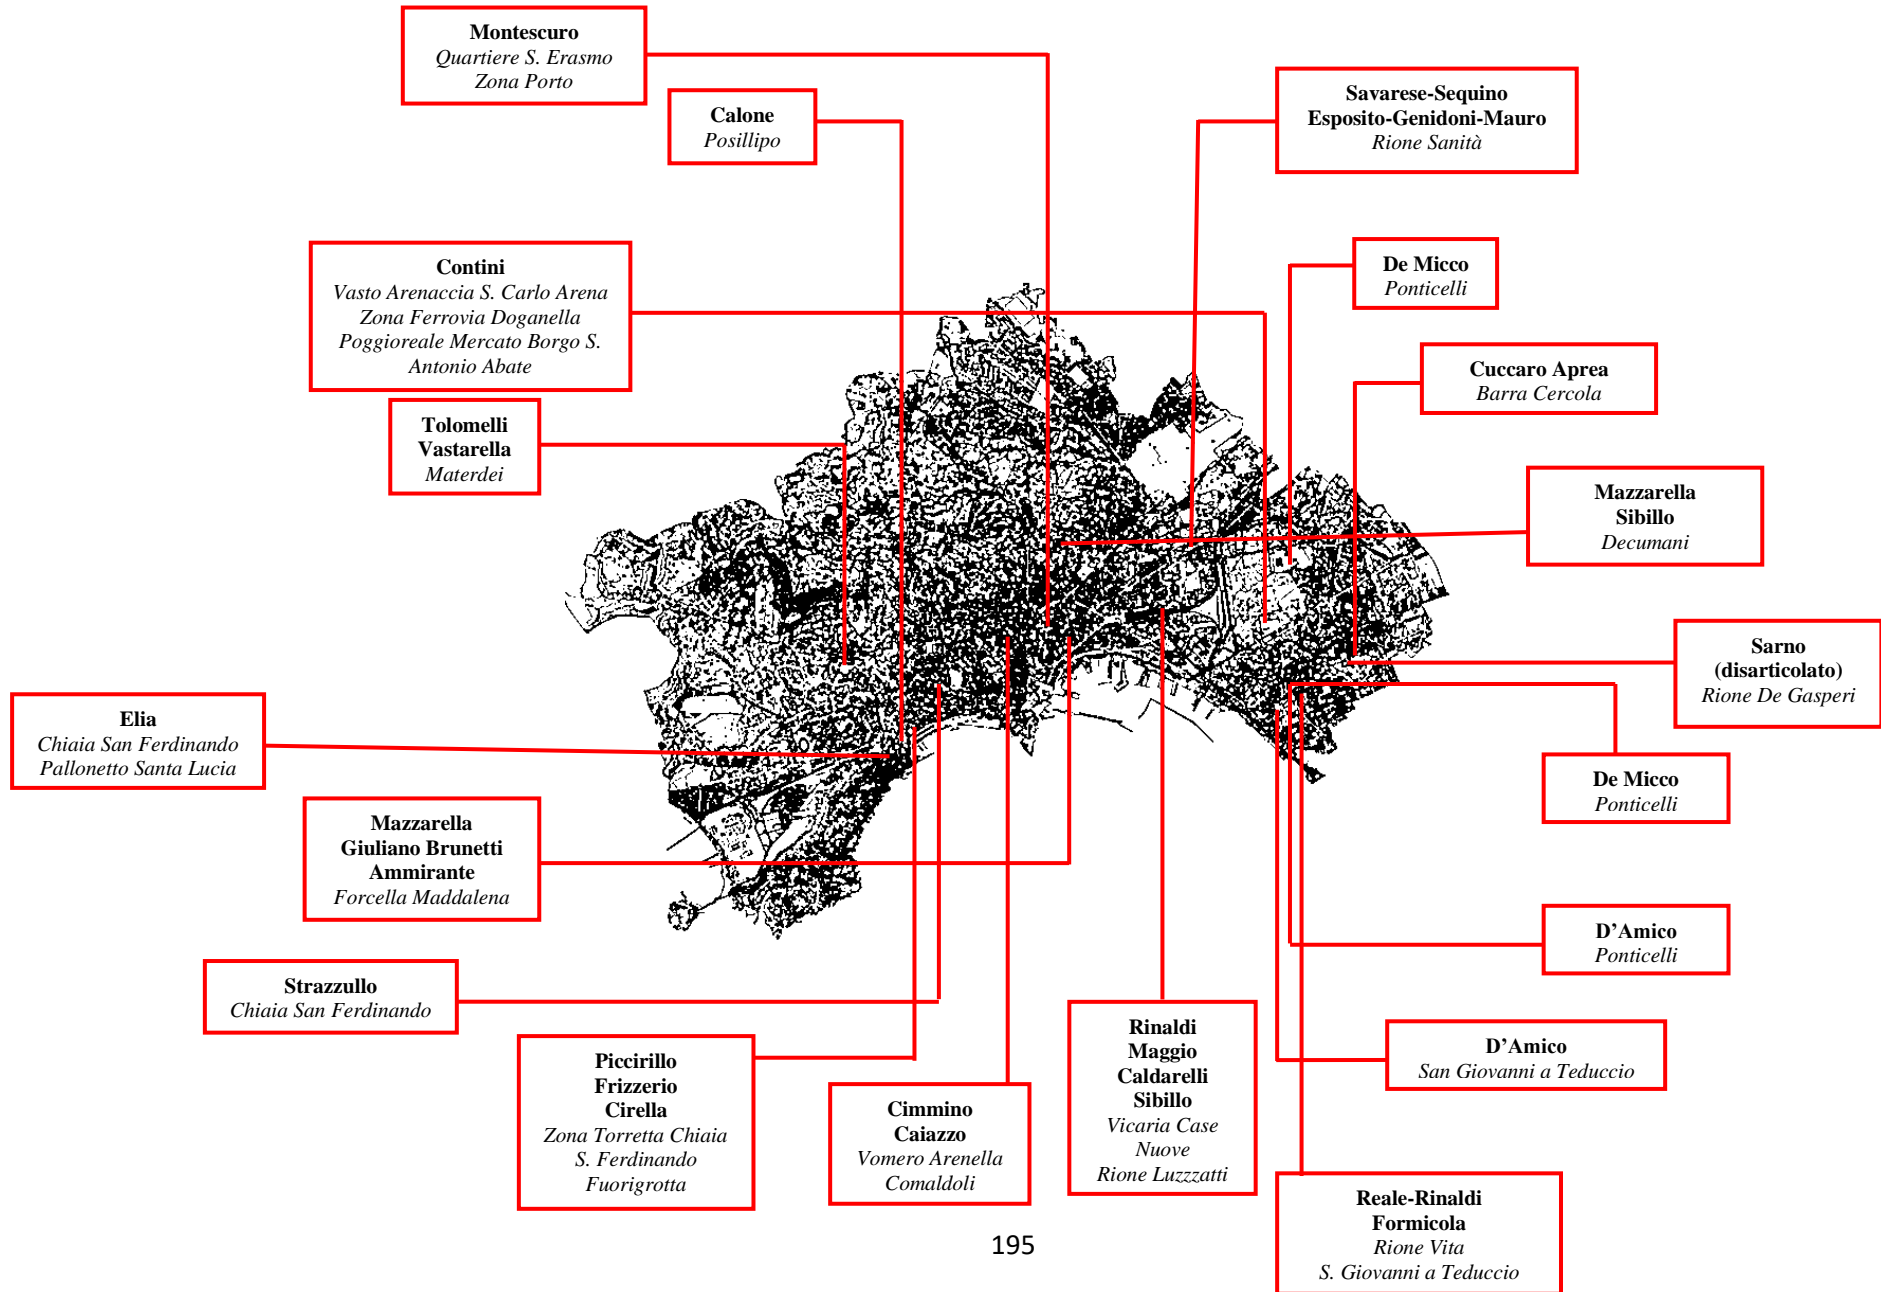 Montescuro
Quartiere S. Erasmo
Zona Porto
Calone
Posillipo
Savarese-Sequino
Esposito-Genidoni-Mauro
Rione Sanità
Contini
Vasto Arenaccia S. Carlo Arena
Zona Ferrovia Doganella
Poggioreale Mercato Borgo S.
Antonio Abate
De Micco
Ponticelli
Cuccaro Aprea
Barra Cercola
Tolomelli
Vastarella
Materdei
Mazzarella
Sibillo
Decumani
Sarno
(disarticolato)
Rione De Gasperi
Elia
Chiaia San Ferdinando
Pallonetto Santa Lucia
De Micco
Ponticelli
Mazzarella
Giuliano Brunetti
Ammirante
Forcella Maddalena
D'Amico
Ponticelli
Strazzullo
Chiaia San Ferdinando
Piccirillo
Frizzerio
Cirella
Zona Torretta Chiaia
S. Ferdinando
Fuorigrotta
Cimmino
Caiazzo
Vomero Arenella
Comaldoli
Rinaldi
Maggio
Caldarelli
Sibillo
Vicaria Case
Nuove
Rione Luzzzatti
D'Amico
San Giovanni a Teduccio
Reale-Rinaldi
Formicola
Rione Vita
S. Giovanni a Teduccio
195